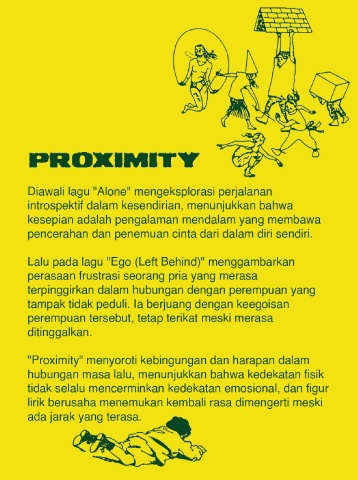 PROXIMITY
Diawali lagu "Alone" mengeksplorasi perjalanan
introspektif dalam kesendirian, menunjukkan bahwa
kesepian adalah pengalaman mendalam yang membawa
pencerahan dan penemuan cinta dari dalam diri sendiri.
Lalu pada lagu "Ego (Left Behind)" menggambarkan
perasaan frustrasi seorang pria yang merasa
terpinggirkan dalam hubungan dengan perempuan yang
tampak tidak peduli. Ia berjuang dengan keegoisan
perempuan tersebut, tetap terikat meski merasa
ditinggalkan.
"Proximity" menyoroti kebingungan dan harapan dalam
hubungan masa lalu, menunjukkan bahwa kedekatan fisik
tidak selalu mencerminkan kedekatan emosional, dan figur
lirik berusaha menemukan kembali rasa dimengerti meski
ada jarak yang terasa.